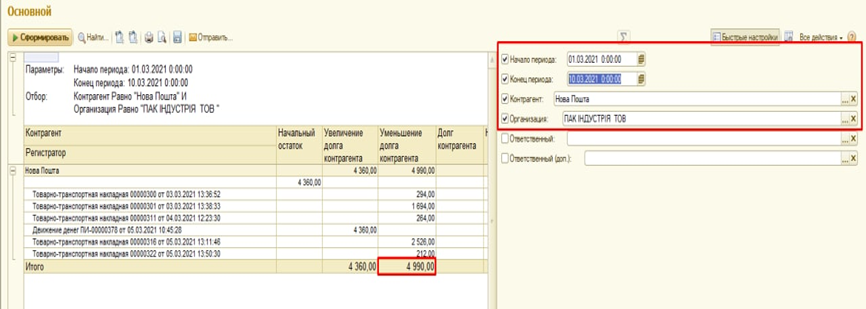 Основной
Сформировать Найти... Отправить... Σ Быстрые настройки Все действия
Параметры: Начало периода: 01.03.2021 0:00:00
Конец периода: 10.03.2021 0:00:00
Отбор: Контрагент Равно "Нова Пошта" И
Организация Равно "ПАК ІНДУСТРІЯ ТОВ "
Контрагент Начальный остаток Увеличение долга контрагента Уменьшение долга контрагента Долг контрагента
Регистратор
Нова Пошта 4 360,00 4 990,00
4 360,00
Товарно-транспортная накладная 00000300 от 03.03.2021 13:36:52 294,00
Товарно-транспортная накладная 00000301 от 03.03.2021 13:38:33 1 694,00
Товарно-транспортная накладная 00000311 от 04.03.2021 12:23:30 264,00
Движение денег ПИ-00000378 от 05.03.2021 10:45:28 4 360,00
Товарно-транспортная накладная 00000316 от 05.03.2021 13:11:46 2 526,00
Товарно-транспортная накладная 00000322 от 05.03.2021 13:50:30 212,00
Итого 4 360,00 4 990,00
Начало периода: 01.03.2021 0:00:00
Конец периода: 10.03.2021 0:00:00
Контрагент: Нова Пошта ... X
Организация: ПАК ІНДУСТРІЯ ТОВ ... X
Ответственный: ... X
Ответственный (доп.): ... X